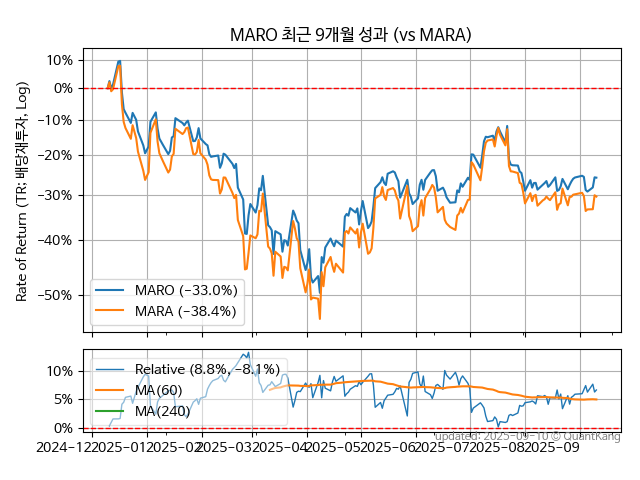 MARO 최근 9개월 성과 (vs MARA)
Rate of Return (TR: 배당재투자, Log)
10%
0%
−10%
−20%
−30%
−40%
−50%
MARO (−33.0%)
MARA (−38.4%)
10%
5%
0%
Relative (8.8%, −8.1%)
MA(60)
MA(240)
2024−12 2025−01 2025−02 2025−03 2025−04 2025−05 2025−06 2025−07 2025−08 2025−09
updated: 2025−09−10 © QuantKang